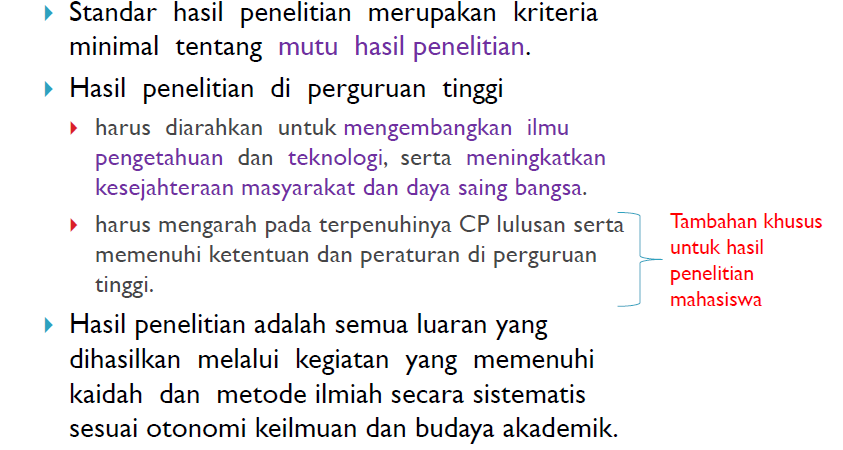 Standar hasil penelitian merupakan kriteria
minimal tentang mutu hasil penelitian.
Hasil penelitian di perguruan tinggi
harus diarahkan untuk mengembangkan ilmu
pengetahuan dan teknologi, serta meningkatkan
kesejahteraan masyarakat dan daya saing bangsa.
harus mengarah pada terpenuhinya CP lulusan serta
memenuhi ketentuan dan peraturan di perguruan
tinggi.
Tambahan khusus
untuk hasil
penelitian
mahasiswa
Hasil penelitian adalah semua luaran yang
dihasilkan melalui kegiatan yang memenuhi
kaidah dan metode ilmiah secara sistematis
sesuai otonomi keilmuan dan budaya akademik.